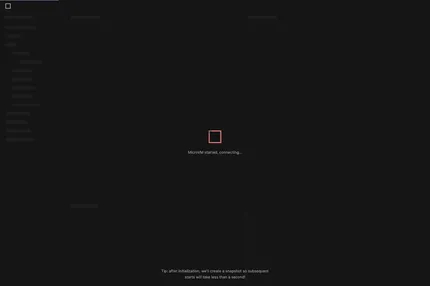 MicroVM started, connecting...
Tip: after initialization, we'll create a snapshot so subsequent
starts will take less than a second!